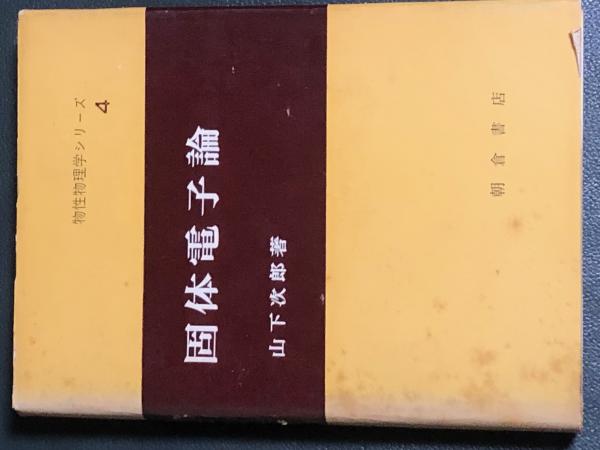 物性物理学シリーズ
4
固体電子論
山下次郎著
朝倉書店